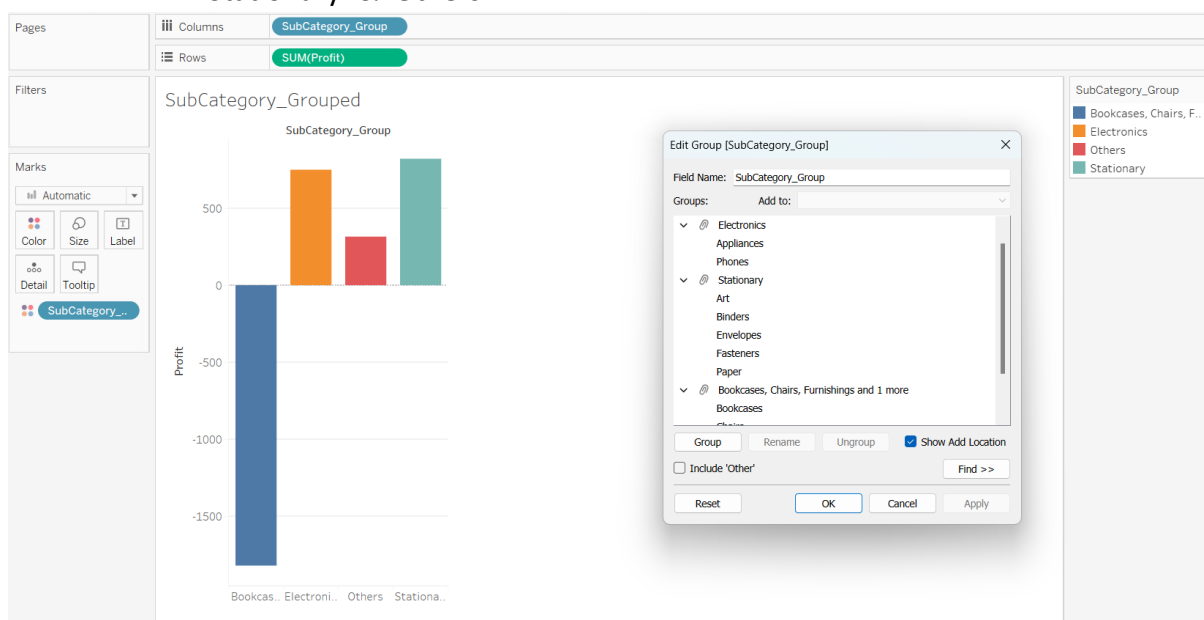 Pages
Columns
SubCategory_Group
Rows
SUM(Profit)
Filters
Marks
Automatic
Color
Size
Label
Detail
Tooltip
SubCategory_..
SubCategory_Grouped
SubCategory_Group
500
0
-500
-1000
-1500
Profit
Bookcas.. Electroni.. Others Stationa..
Edit Group [SubCategory_Group]
Field Name: SubCategory_Group
Groups: Add to:
Electronics
Appliances
Phones
Stationary
Art
Binders
Envelopes
Fasteners
Paper
Bookcases, Chairs, Furnishings and 1 more
Bookcases
Group Rename Ungroup Show Add Location
Include 'Other' Find >>
Reset OK Cancel Apply
SubCategory_Group
Bookcases, Chairs, F..
Electronics
Others
Stationary